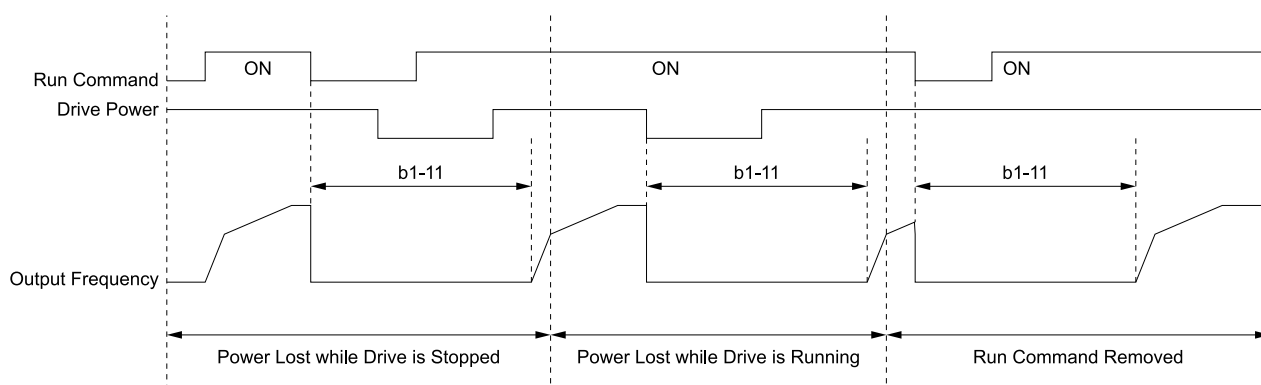 Run Command
ON
ON
ON
Drive Power
b1-11
b1-11
b1-11
Output Frequency
Power Lost while Drive is Stopped
Power Lost while Drive is Running
Run Command Removed